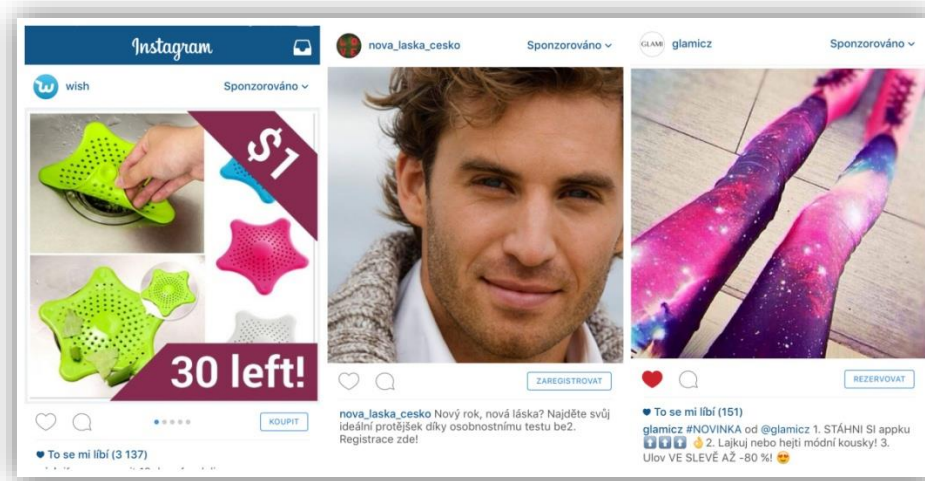 Instagram
wish
Sponzorováno
$1
30 left!
KOUPIT
To se mi líbí (3 137)
nova_laska_cesko
Sponzorováno
ZAREGISTROVAT
nova_laska_cesko Nový rok, nová láska? Najděte svůj
ideální protějšek díky osobnostnímu testu be2.
Registrace zde!
GLAMI
glamicz
Sponzorováno
REZERVOVAT
To se mi líbí (151)
glamicz #NOVINKA od @glamicz 1. STÁHNI SI appku
⬆️⬆️⬆️ 👌 2. Lajkuj nebo hejti módní kousky! 3.
Ulov VE SLEVĚ AŽ -80 %! 😍